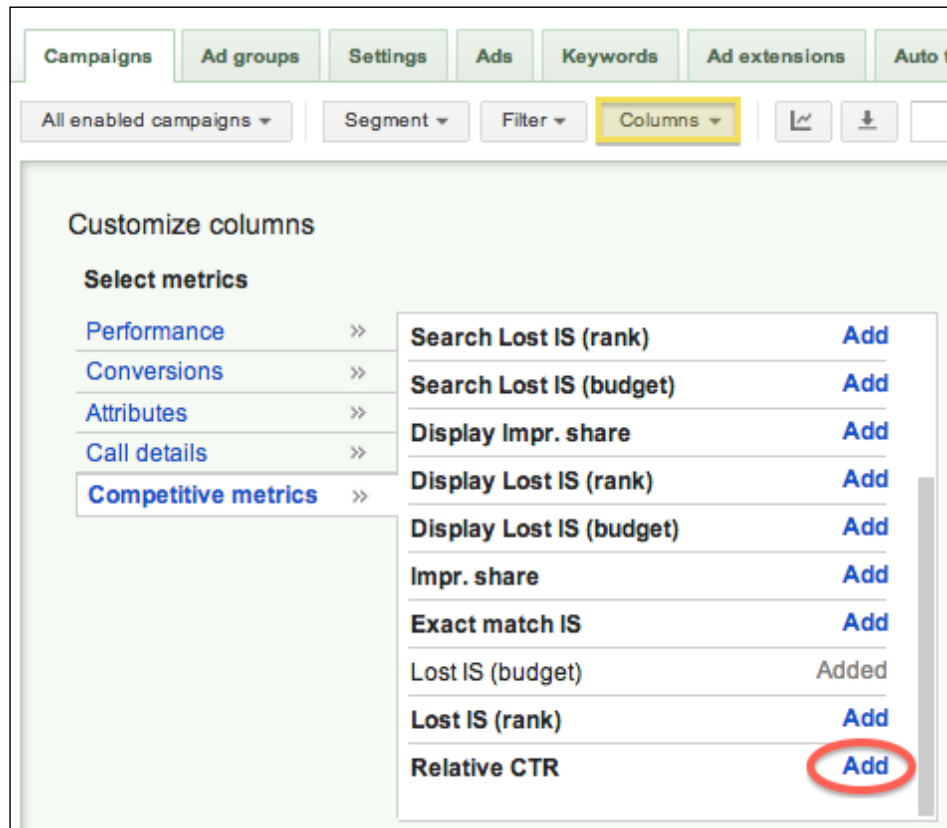 Campaigns Ad groups Settings Ads Keywords Ad extensions Auto
All enabled campaigns Segment Filter Columns
Customize columns
Select metrics
Performance »
Conversions »
Attributes »
Call details »
Competitive metrics »
Search Lost IS (rank) Add
Search Lost IS (budget) Add
Display Impr. share Add
Display Lost IS (rank) Add
Display Lost IS (budget) Add
Impr. share Add
Exact match IS Add
Lost IS (budget) Added
Lost IS (rank) Add
Relative CTR Add